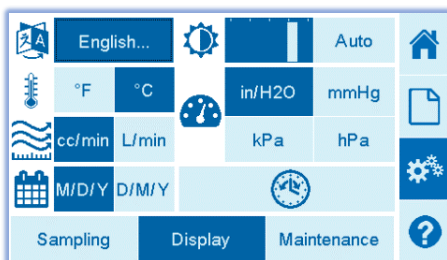 English...
Auto
°F °C in/H2O mmHg
cc/min L/min kPa hPa
M/D/Y D/M/Y
Sampling Display Maintenance